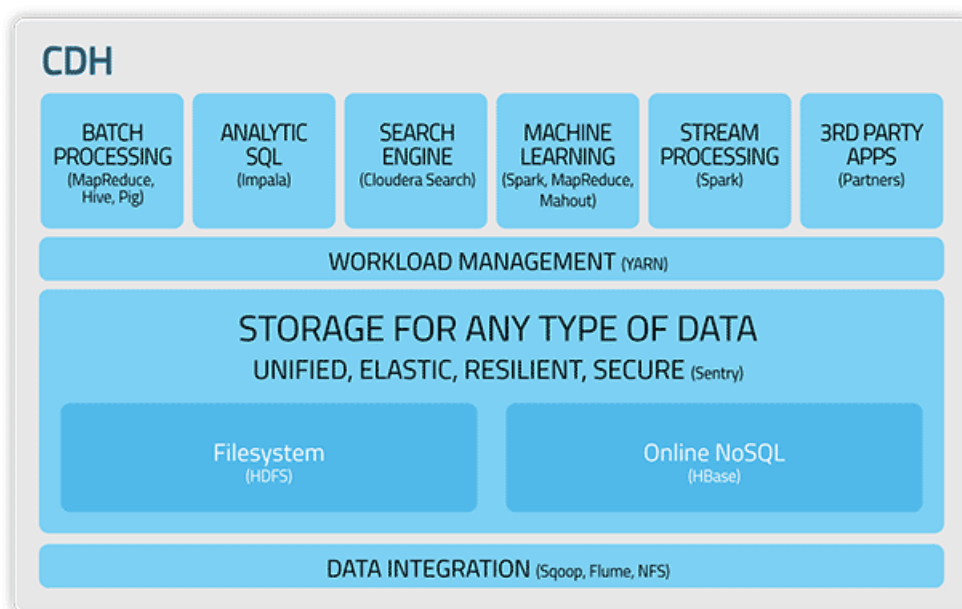 CDH
BATCH
PROCESSING
(MapReduce,
Hive, Pig)
ANALYTIC
SQL
(Impala)
SEARCH
ENGINE
(Cloudera Search)
MACHINE
LEARNING
(Spark, MapReduce,
Mahout)
STREAM
PROCESSING
(Spark)
3RD PARTY
APPS
(Partners)
WORKLOAD MANAGEMENT (YARN)
STORAGE FOR ANY TYPE OF DATA
UNIFIED, ELASTIC, RESILIENT, SECURE (Sentry)
Filesystem
(HDFS)
Online NoSQL
(HBase)
DATA INTEGRATION (Sqoop, Flume, NFS)